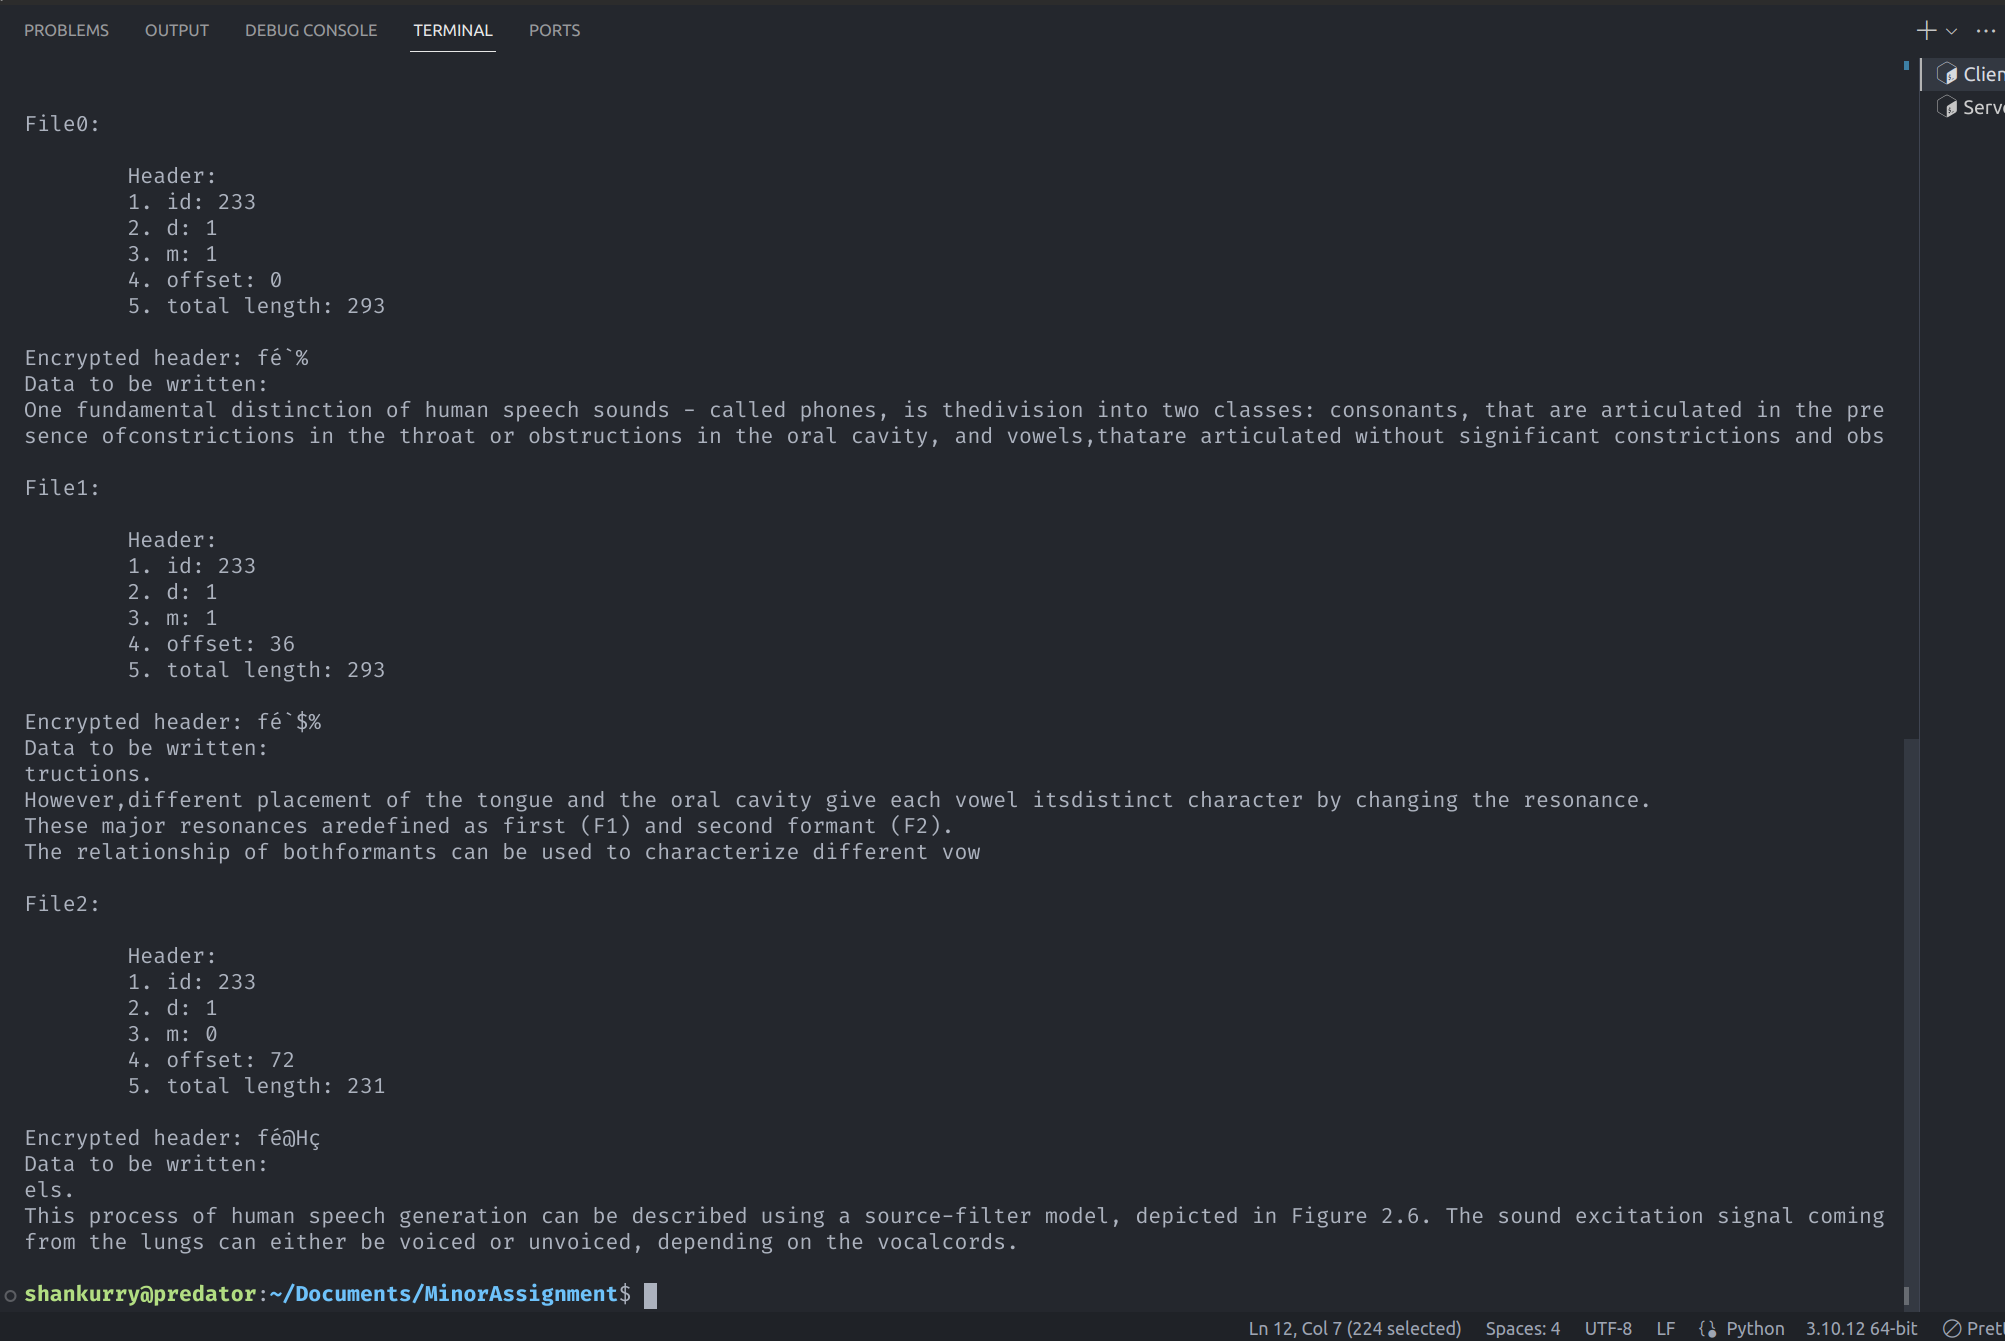 PROBLEMS OUTPUT DEBUG CONSOLE TERMINAL PORTS
Clien
Serve
File0:
Header:
1. id: 233
2. d: 1
3. m: 1
4. offset: 0
5. total length: 293
Encrypted header: fé`%
Data to be written:
One fundamental distinction of human speech sounds - called phones, is thedivision into two classes: consonants, that are articulated in the pre
sence ofconstrictions in the throat or obstructions in the oral cavity, and vowels,thatare articulated without significant constrictions and obs
File1:
Header:
1. id: 233
2. d: 1
3. m: 1
4. offset: 36
5. total length: 293
Encrypted header: fé`$%
Data to be written:
tructions.
However,different placement of the tongue and the oral cavity give each vowel itsdistinct character by changing the resonance.
These major resonances aredefined as first (F1) and second formant (F2).
The relationship of bothformants can be used to characterize different vow
File2:
Header:
1. id: 233
2. d: 1
3. m: 0
4. offset: 72
5. total length: 231
Encrypted header: fé@Hç
Data to be written:
els.
This process of human speech generation can be described using a source-filter model, depicted in Figure 2.6. The sound excitation signal coming
from the lungs can either be voiced or unvoiced, depending on the vocalcords.
shankurry@predator:~/Documents/MinorAssignment$
Ln 12, Col 7 (224 selected) Spaces: 4 UTF-8 LF Python 3.10.12 64-bit Pret